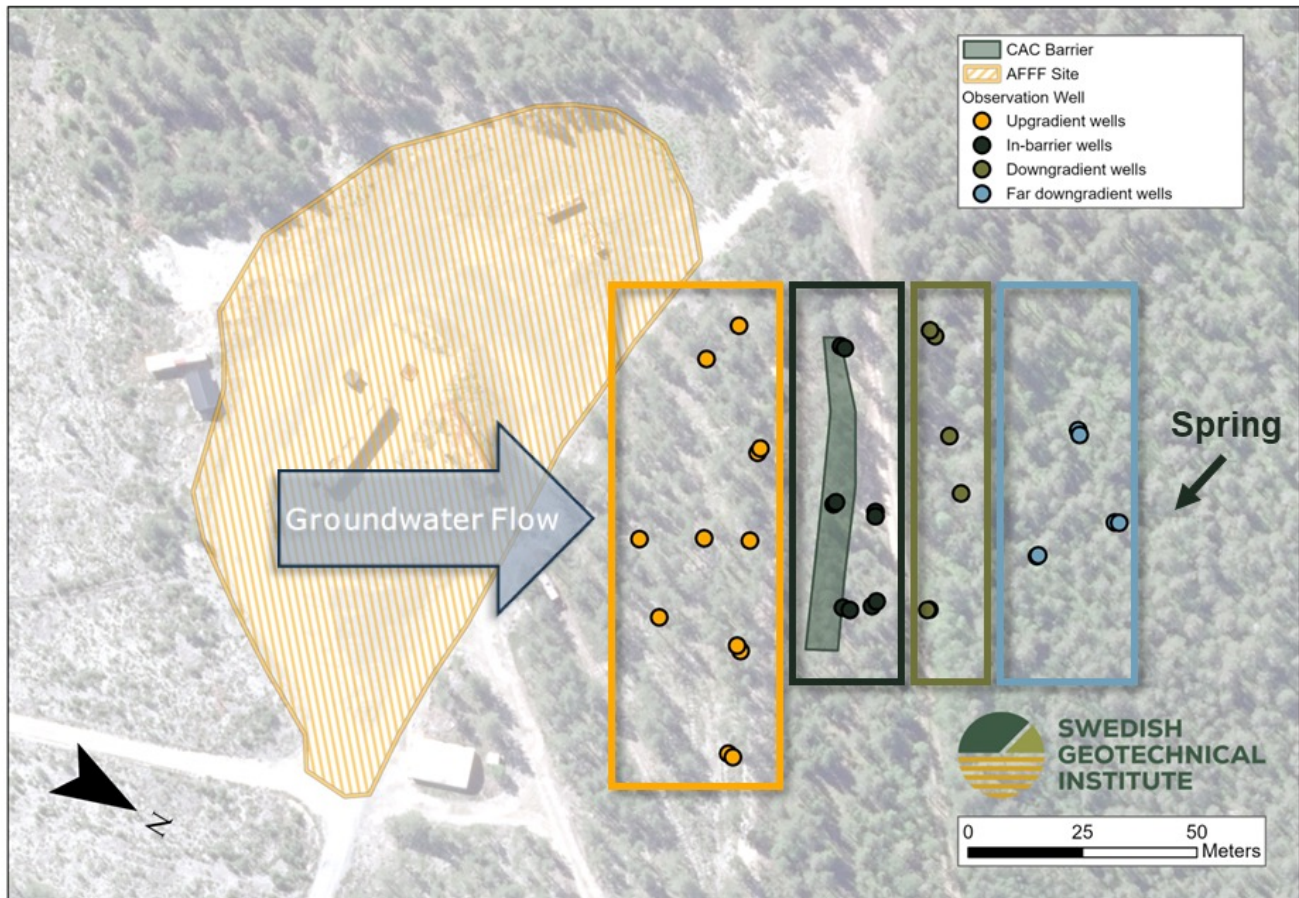 CAC Barrier
AFFF Site
Observation Well
Upgradient wells
In-barrier wells
Downgradient wells
Far downgradient wells
Spring
Groundwater Flow
SWEDISH
GEOTECHNICAL
INSTITUTE
N
0 25 50
Meters